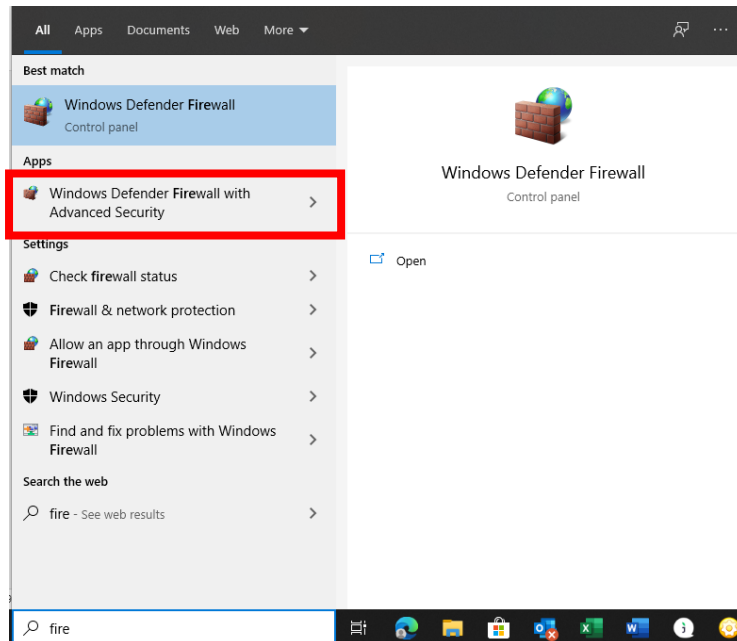 All Apps Documents Web More
Best match
Windows Defender Firewall
Control panel
Apps
Windows Defender Firewall with
Advanced Security
Settings
Check firewall status
Firewall & network protection
Allow an app through Windows
Firewall
Windows Security
Find and fix problems with Windows
Firewall
Search the web
fire - See web results
Windows Defender Firewall
Control panel
Open
fire